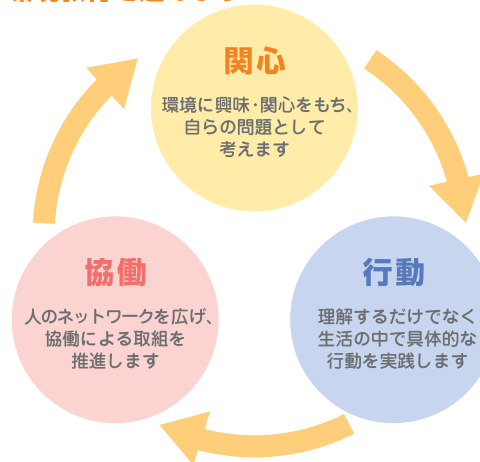 関心
環境に興味・関心をもち、
自らの問題として
考えます
協働
人のネットワークを広げ、
協働による取組を
推進します
行動
理解するだけでなく
生活の中で具体的な
行動を実践します